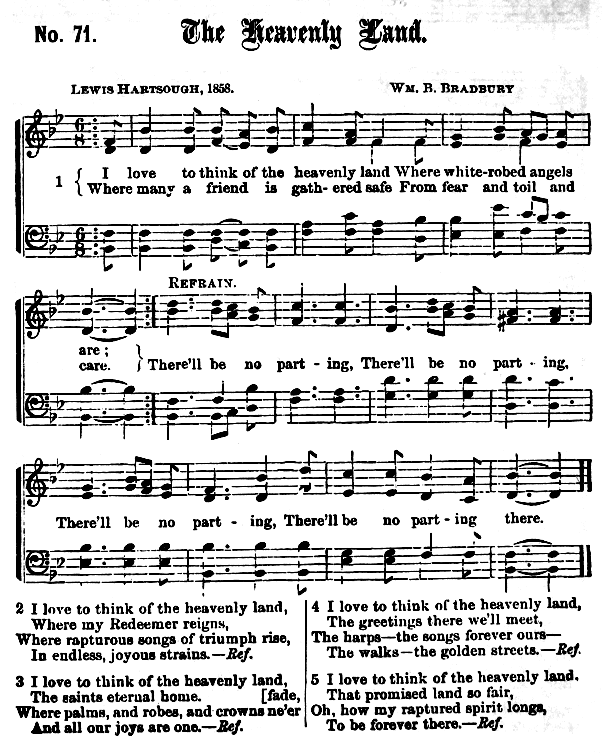 No. 71. The Heavenly Land.
LEWIS HARTSOUGH, 1858. WM. B. BRADBURY
1 { I love to think of the heavenly land Where white-robed angels
Where many a friend is gath-ered safe From fear and toil and
REFRAIN.
are;
care. } There'll be no part - ing, There'll be no part - ing,
There'll be no part - ing, There'll be no part - ing there.
2 I love to think of the heavenly land,
Where my Redeemer reigns,
Where rapturous songs of triumph rise,
In endless, joyous strains.—Ref.
3 I love to think of the heavenly land,
The saints eternal home. [fade,
Where palms, and robes, and crowns ne'er
And all our joys are one.—Ref.
4 I love to think of the heavenly land,
The greetings there we'll meet,
The harps—the songs forever ours—
The walks—the golden streets.—Ref.
5 I love to think of the heavenly land.
That promised land so fair,
Oh, how my raptured spirit longs,
To be forever there.—Ref.